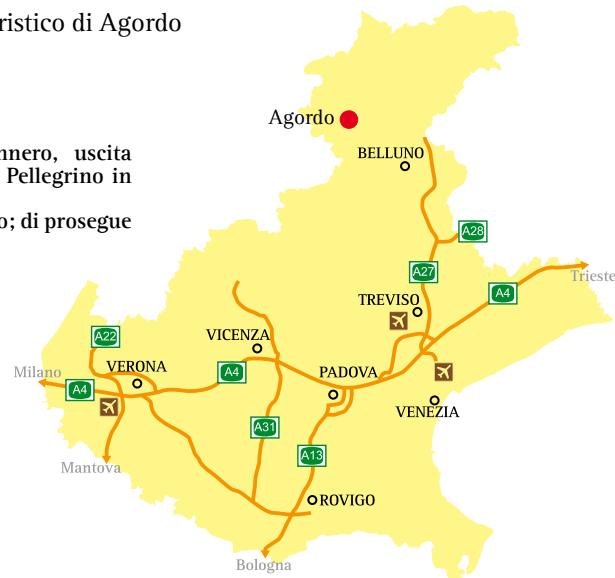 ristico di Agordo
Agordo
nnero, uscita
Pellegrino in
o; di prosegue
BELLUNO
A28
A27
Trieste
A4
TREVISO
A22
VICENZA
Milano
VERONA
A4
PADOVA
A4
VENEZIA
A31
A13
Mantova
ROVIGO
Bologna